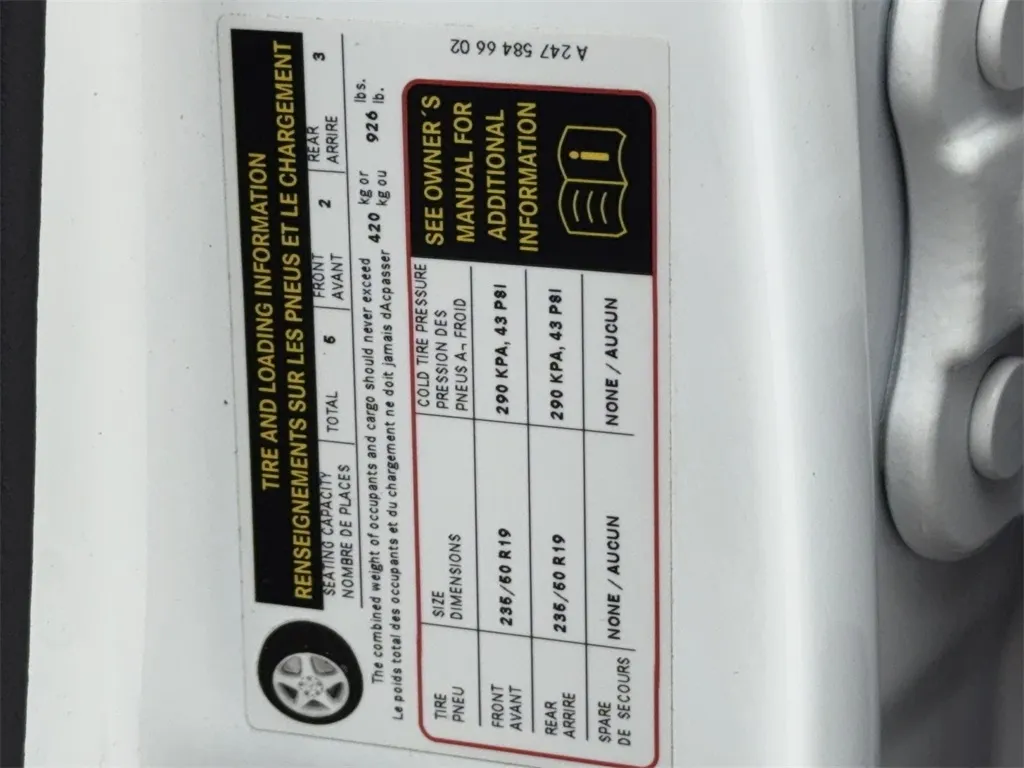 TIRE AND LOADING INFORMATION
RENSEIGNEMENTS SUR LES PNEUS ET LE CHARGEMENT
SEATING CAPACITY TOTAL 5 FRONT 2 REAR 3
NOMBRE DE PLACES AVANT ARRIRE
The combined weight of occupants and cargo should never exceed 420 kg or 926 lbs.
Le poids total des occupants et du chargement ne doit jamais dAcpasser kg ou lb.
TIRE SIZE COLD TIRE PRESSURE
PNEU DIMENSIONS PRESSION DES
PNEUS A¬ FROID
FRONT 235/50 R19 290 KPA, 43 PSI
AVANT
REAR 235/50 R19 290 KPA, 43 PSI
ARRIRE
SPARE NONE / AUCUN NONE / AUCUN
DE SECOURS
SEE OWNER´S
MANUAL FOR
ADDITIONAL
INFORMATION
i
A 247 584 66 02